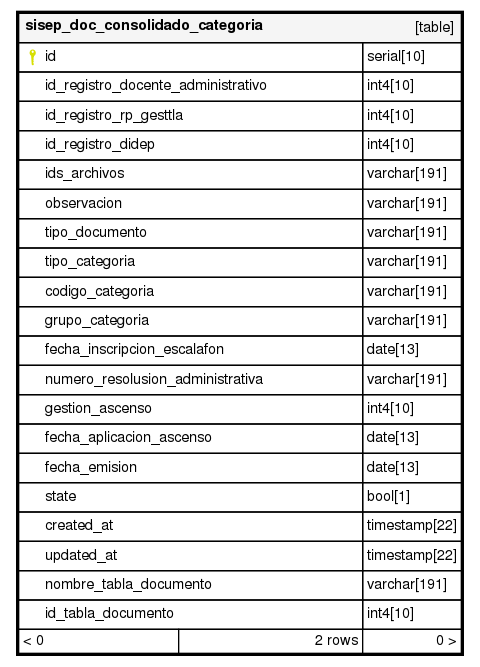 sisep_doc_consolidado_categoria [table]
id serial[10]
id_registro_docente_administrativo int4[10]
id_registro_rp_gesttla int4[10]
id_registro_didep int4[10]
ids_archivos varchar[191]
observacion varchar[191]
tipo_documento varchar[191]
tipo_categoria varchar[191]
codigo_categoria varchar[191]
grupo_categoria varchar[191]
fecha_inscripcion_escalafon date[13]
numero_resolusion_administrativa varchar[191]
gestion_ascenso int4[10]
fecha_aplicacion_ascenso date[13]
fecha_emision date[13]
state bool[1]
created_at timestamp[22]
updated_at timestamp[22]
nombre_tabla_documento varchar[191]
id_tabla_documento int4[10]
< 0 2 rows 0 >